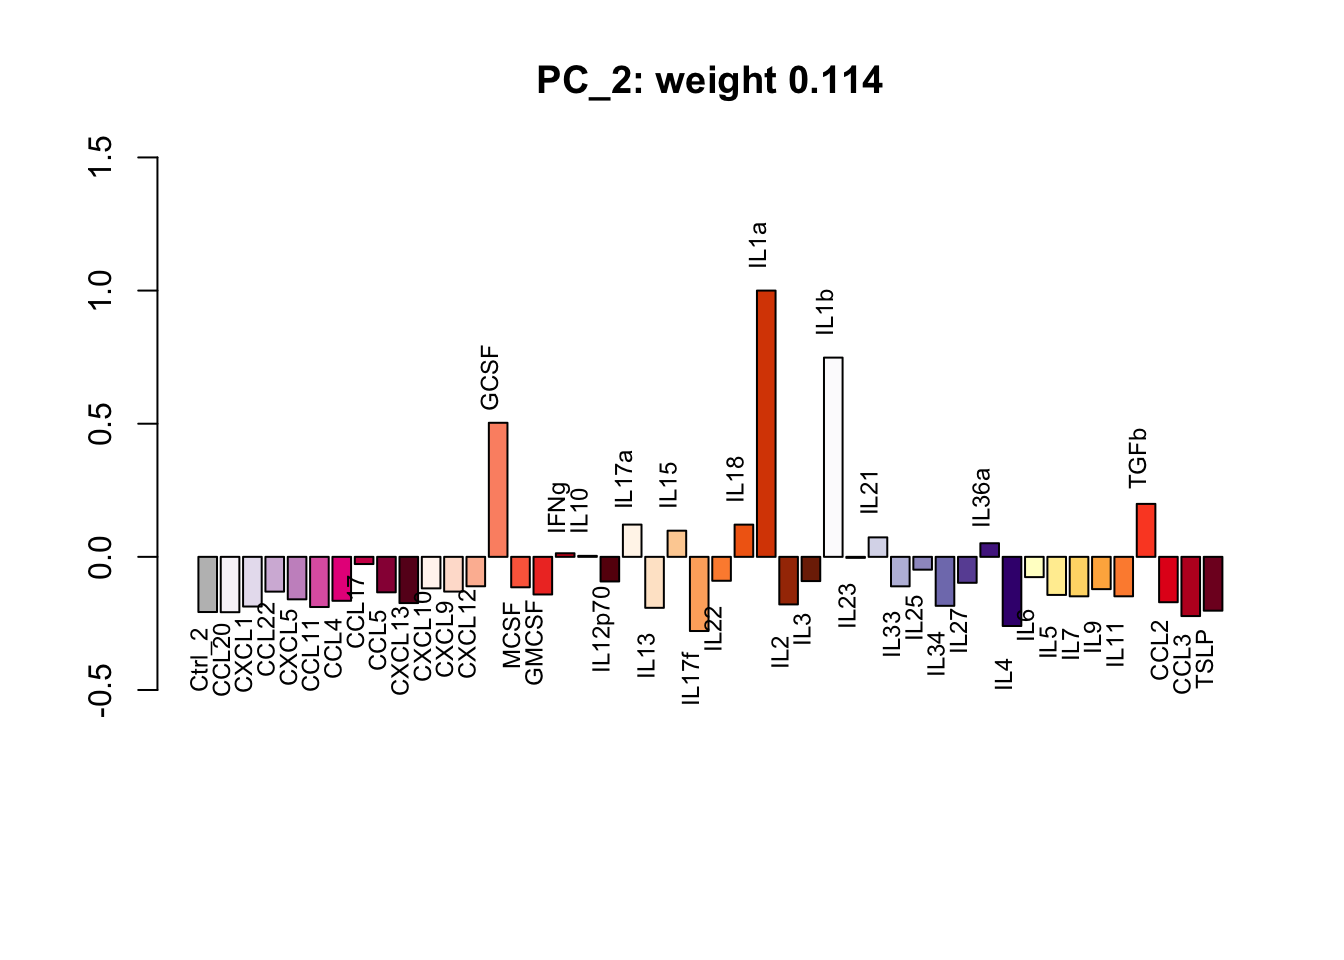 PC_2: weight 0.114
1.5
1.0
0.5
0.0
-0.5
Ctrl_2
CCL20
CXCL1
CCL22
CXCL5
CCL11
CCL4
CCL17
CCL5
CXCL13
CXCL10
CXCL9
CXCL12
GCSF
MCSF
GMCSF
IFNg
IL10
IL12p70
IL17a
IL13
IL15
IL17f
IL22
IL18
IL1a
IL2
IL3
IL1b
IL23
IL21
IL33
IL25
IL34
IL27
IL36a
IL4
IL6
IL5
IL7
IL9
IL11
TGFb
CCL2
CCL3
TSLP